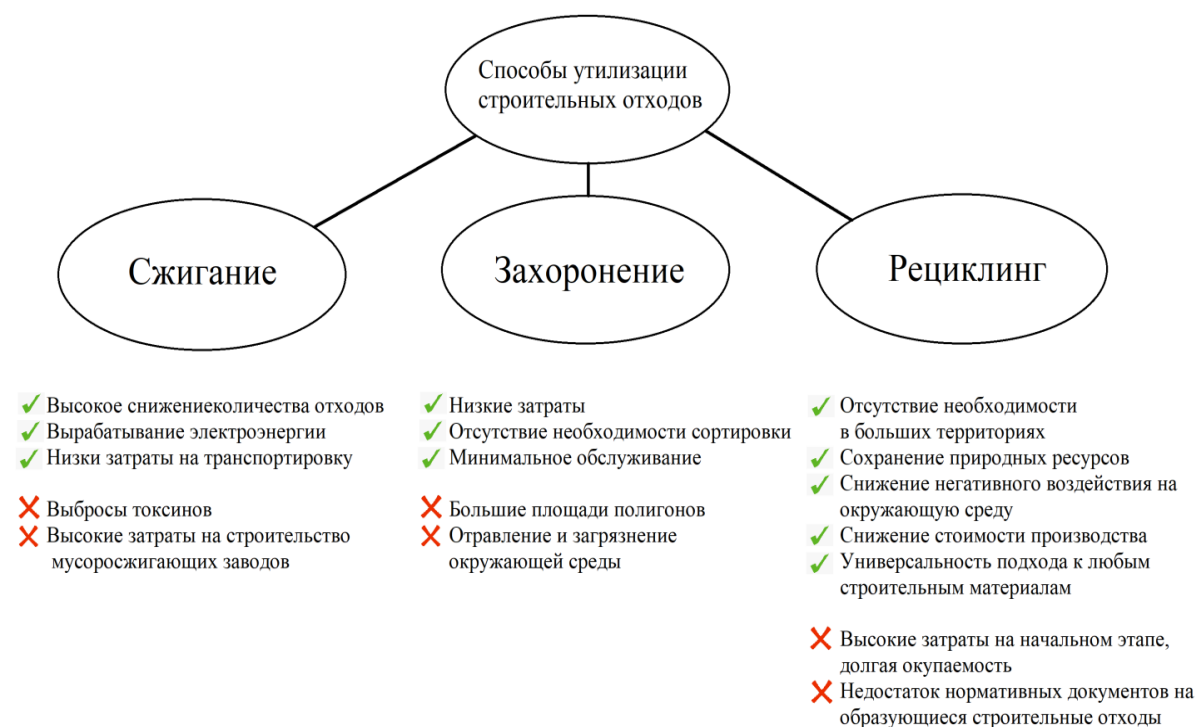 Способы утилизации
строительных отходов
Сжигание
Захоронение
Рециклинг
Высокое снижениеколичества отходов
Вырабатывание электроэнергии
Низки затраты на транспортировку
Выбросы токсинов
Высокие затраты на строительство
мусоросжигающих заводов
Низкие затраты
Отсутствие необходимости сортировки
Минимальное обслуживание
Большие площади полигонов
Отравление и загрязнение
окружающей среды
Отсутствие необходимости
в больших территориях
Сохранение природных ресурсов
Снижение негативного воздействия на
окружающую среду
Снижение стоимости производства
Универсальность подхода к любым
строительным материалам
Высокие затраты на начальном этапе,
долгая окупаемость
Недостаток нормативных документов на
образующиеся строительные отходы